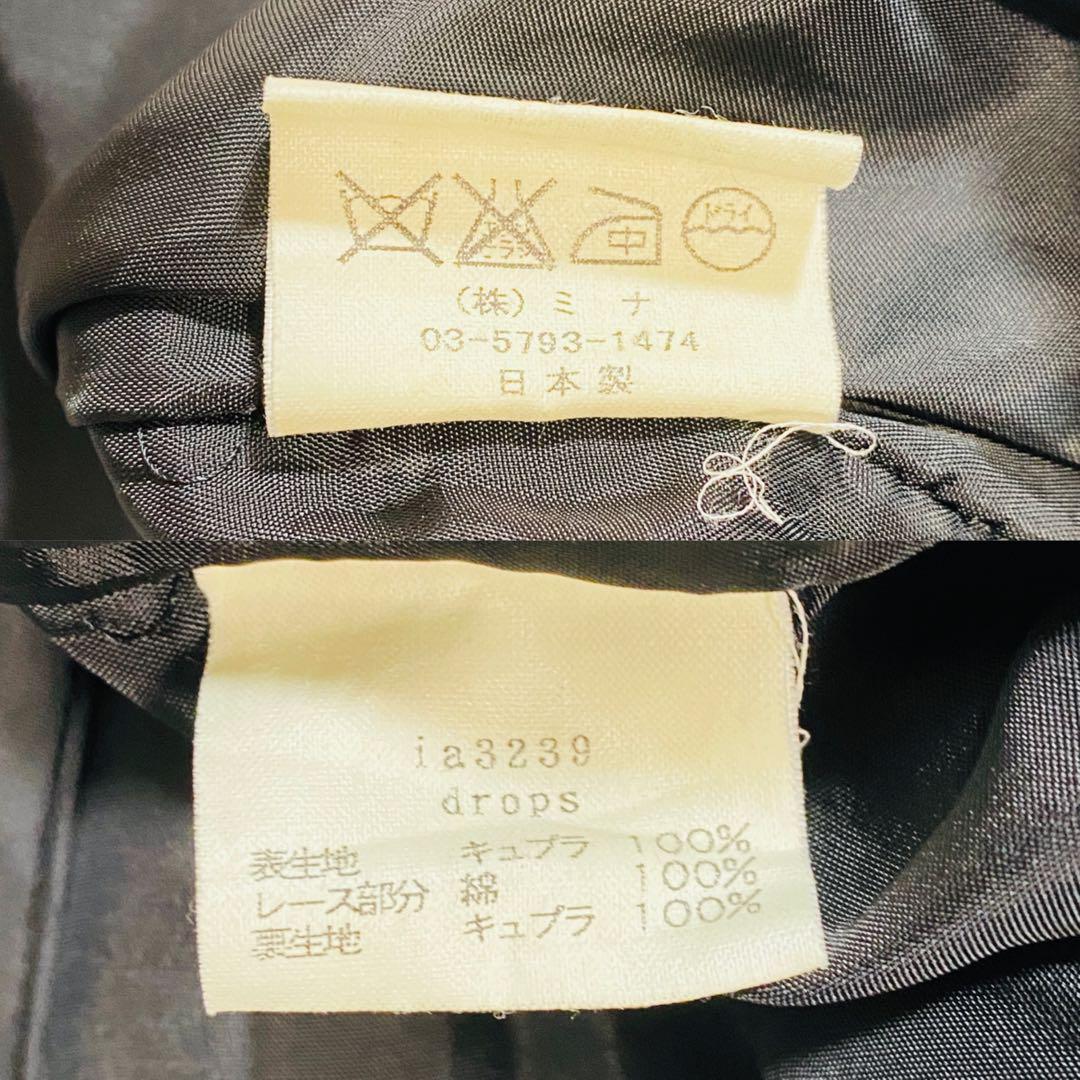 中 ドライ
(株)ミナ
03-5793-1474
日本製
ia3239
drops
表生地 キュプラ 100%
レース部分 綿 100%
裏生地 キュプラ 100%